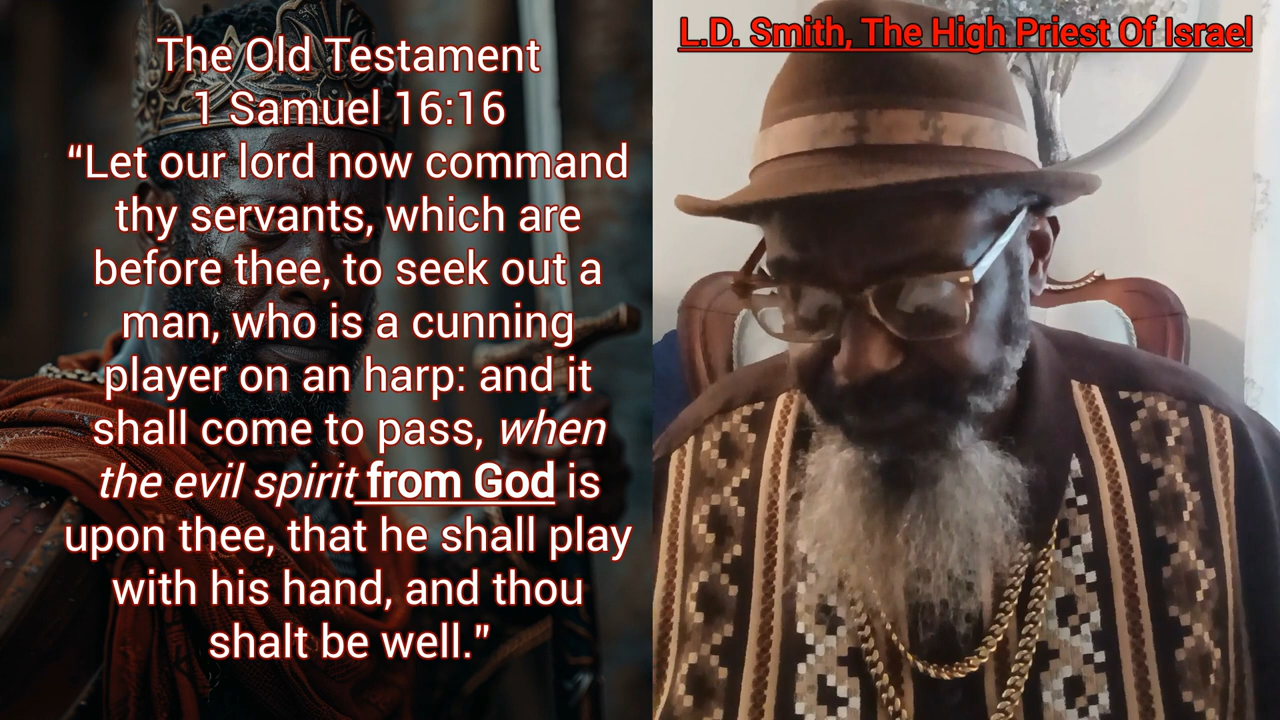 The Old Testament
1 Samuel 16:16
“Let our lord now command
thy servants, which are
before thee, to seek out a
man, who is a cunning
player on an harp: and it
shall come to pass, when
the evil spirit from God is
upon thee, that he shall play
with his hand, and thou
shalt be well.”
L.D. Smith, The High Priest Of Israel